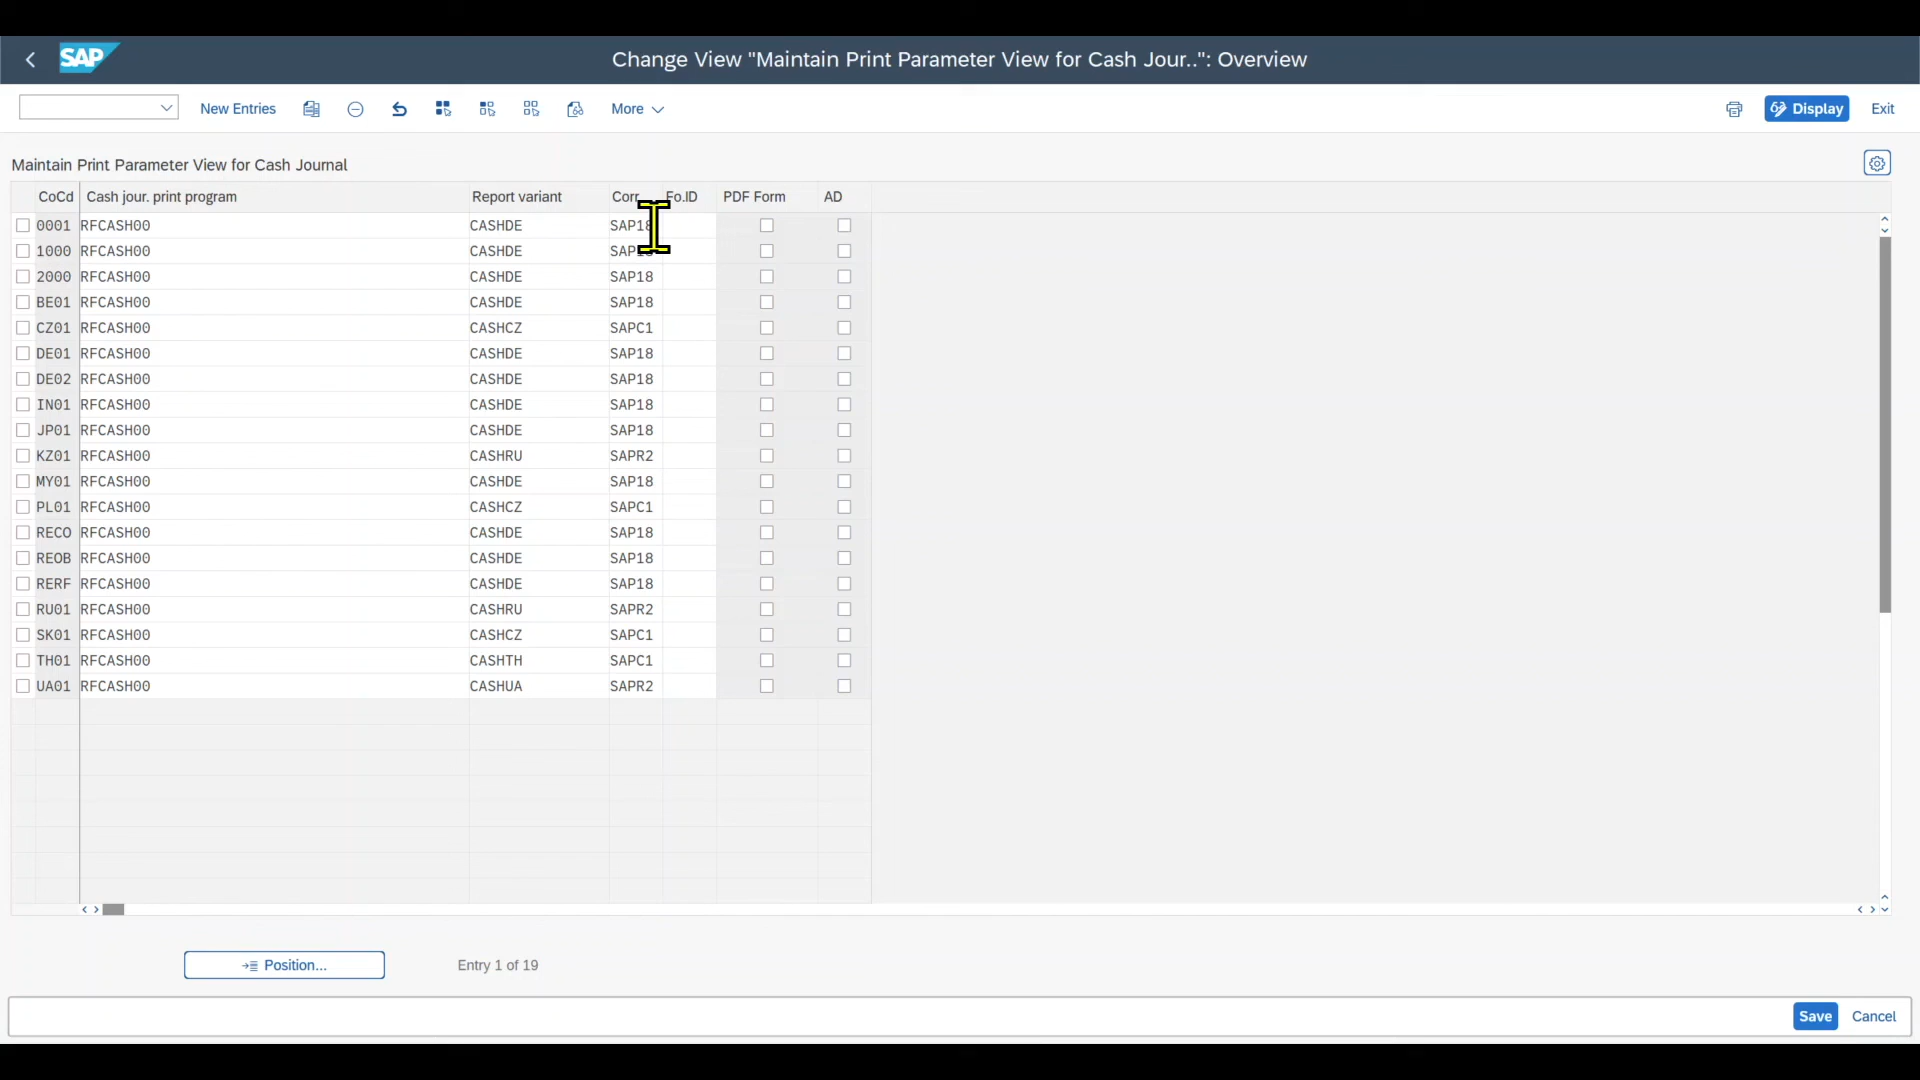 SAP Change View "Maintain Print Parameter View for Cash Jour..": Overview
New Entries More Display Exit
Maintain Print Parameter View for Cash Journal
CoCd Cash jour. print program Report variant Corr Fo.ID PDF Form AD
0001 RFCASH00 CASHDE SAP18
1000 RFCASH00 CASHDE SAP18
2000 RFCASH00 CASHDE SAP18
BE01 RFCASH00 CASHDE SAP18
CZ01 RFCASH00 CASHCZ SAPC1
DE01 RFCASH00 CASHDE SAP18
DE02 RFCASH00 CASHDE SAP18
IN01 RFCASH00 CASHDE SAP18
JP01 RFCASH00 CASHDE SAP18
KZ01 RFCASH00 CASHRU SAPR2
MY01 RFCASH00 CASHDE SAP18
PL01 RFCASH00 CASHCZ SAPC1
RECO RFCASH00 CASHDE SAP18
REOB RFCASH00 CASHDE SAP18
RERF RFCASH00 CASHDE SAP18
RU01 RFCASH00 CASHRU SAPR2
SK01 RFCASH00 CASHCZ SAPC1
TH01 RFCASH00 CASHTH SAPC1
UA01 RFCASH00 CASHUA SAPR2
Position... Entry 1 of 19
Save Cancel